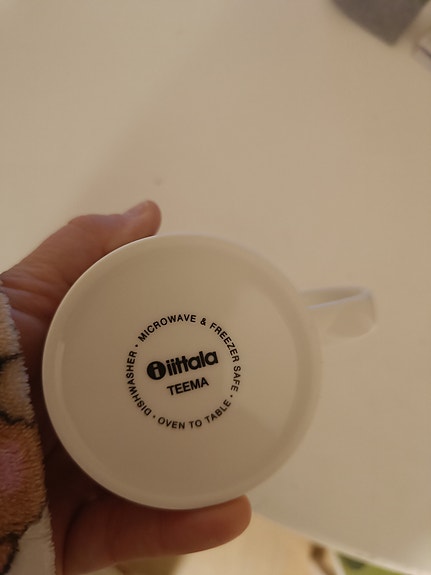 DISHWASHER · MICROWAVE & FREEZER SAFE · OVEN TO TABLE ·
i iittala
TEEMA